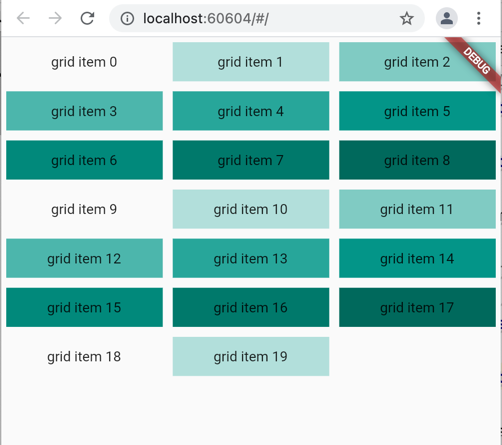 localhost:60604/#/
DEBUG
grid item 0 grid item 1 grid item 2
grid item 3 grid item 4 grid item 5
grid item 6 grid item 7 grid item 8
grid item 9 grid item 10 grid item 11
grid item 12 grid item 13 grid item 14
grid item 15 grid item 16 grid item 17
grid item 18 grid item 19